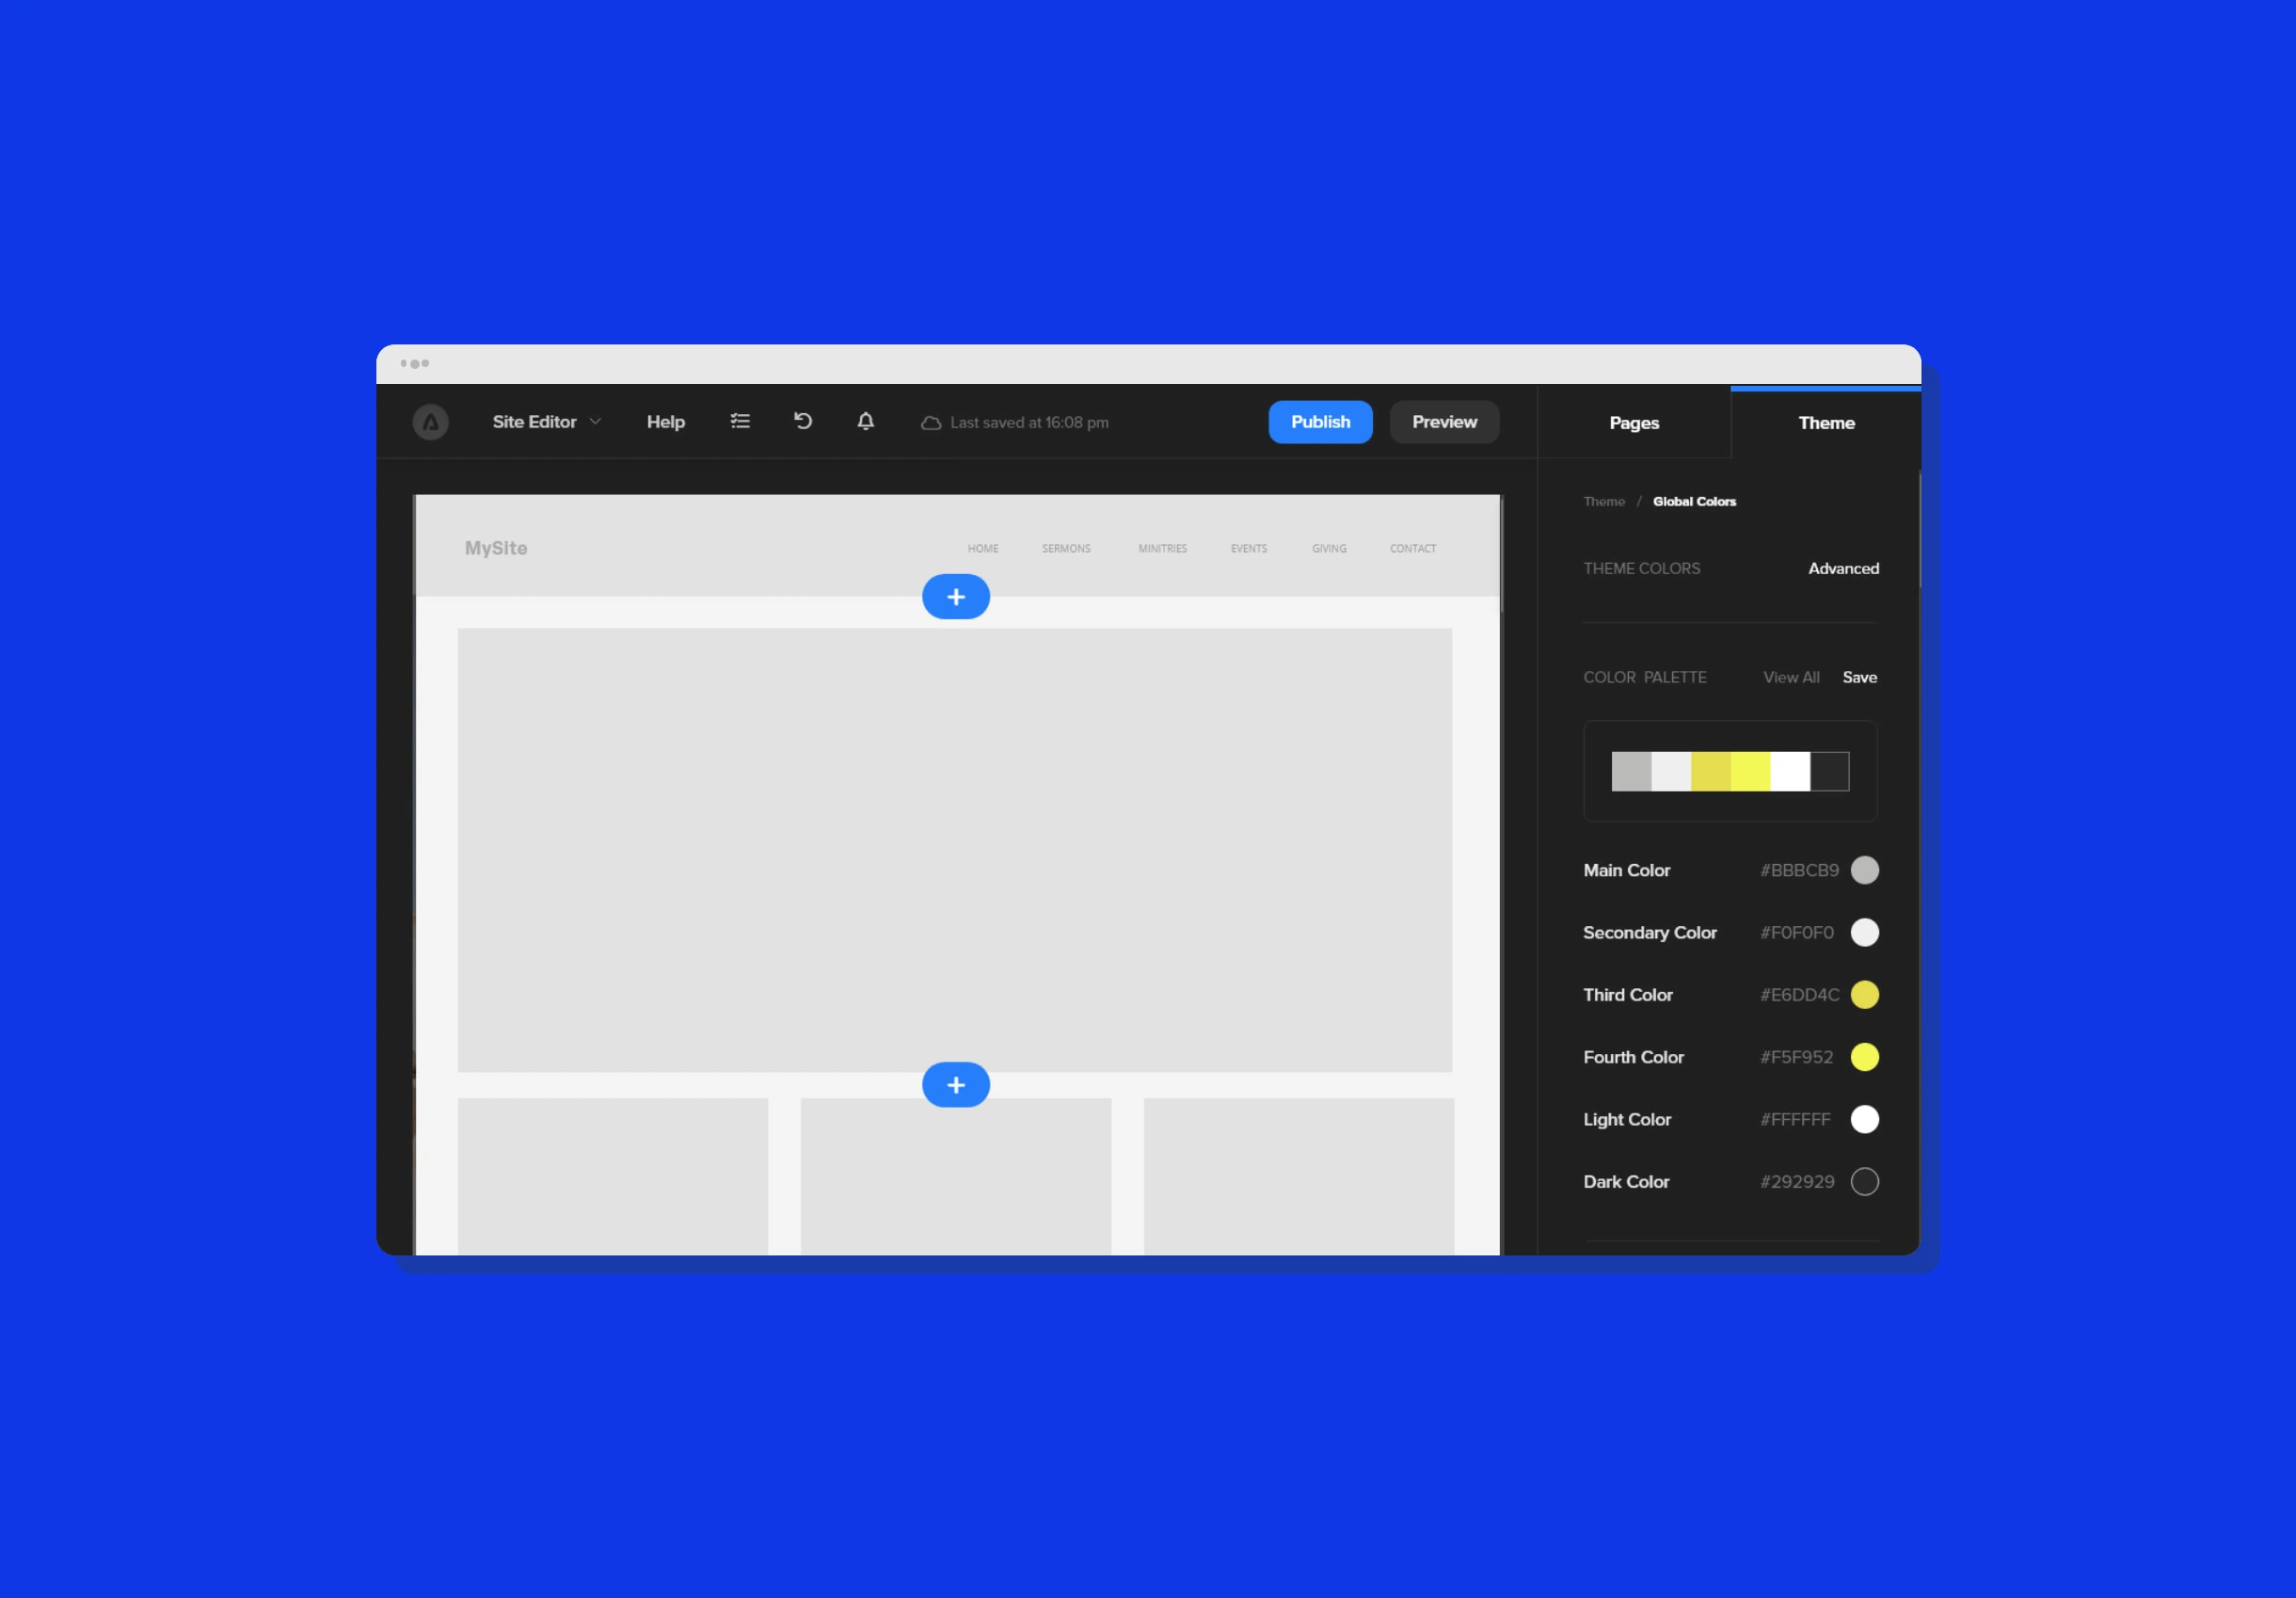 Site Editor Help Last saved at 16:08 pm Publish Preview Pages Theme
Theme / Global Colors
MySite HOME SERMONS MINITRIES EVENTS GIVING CONTACT
THEME COLORS Advanced
COLOR PALETTE View All Save
Main Color #BBBCB9
Secondary Color #F0F0F0
Third Color #E6DD4C
Fourth Color #F5F952
Light Color #FFFFFF
Dark Color #292929